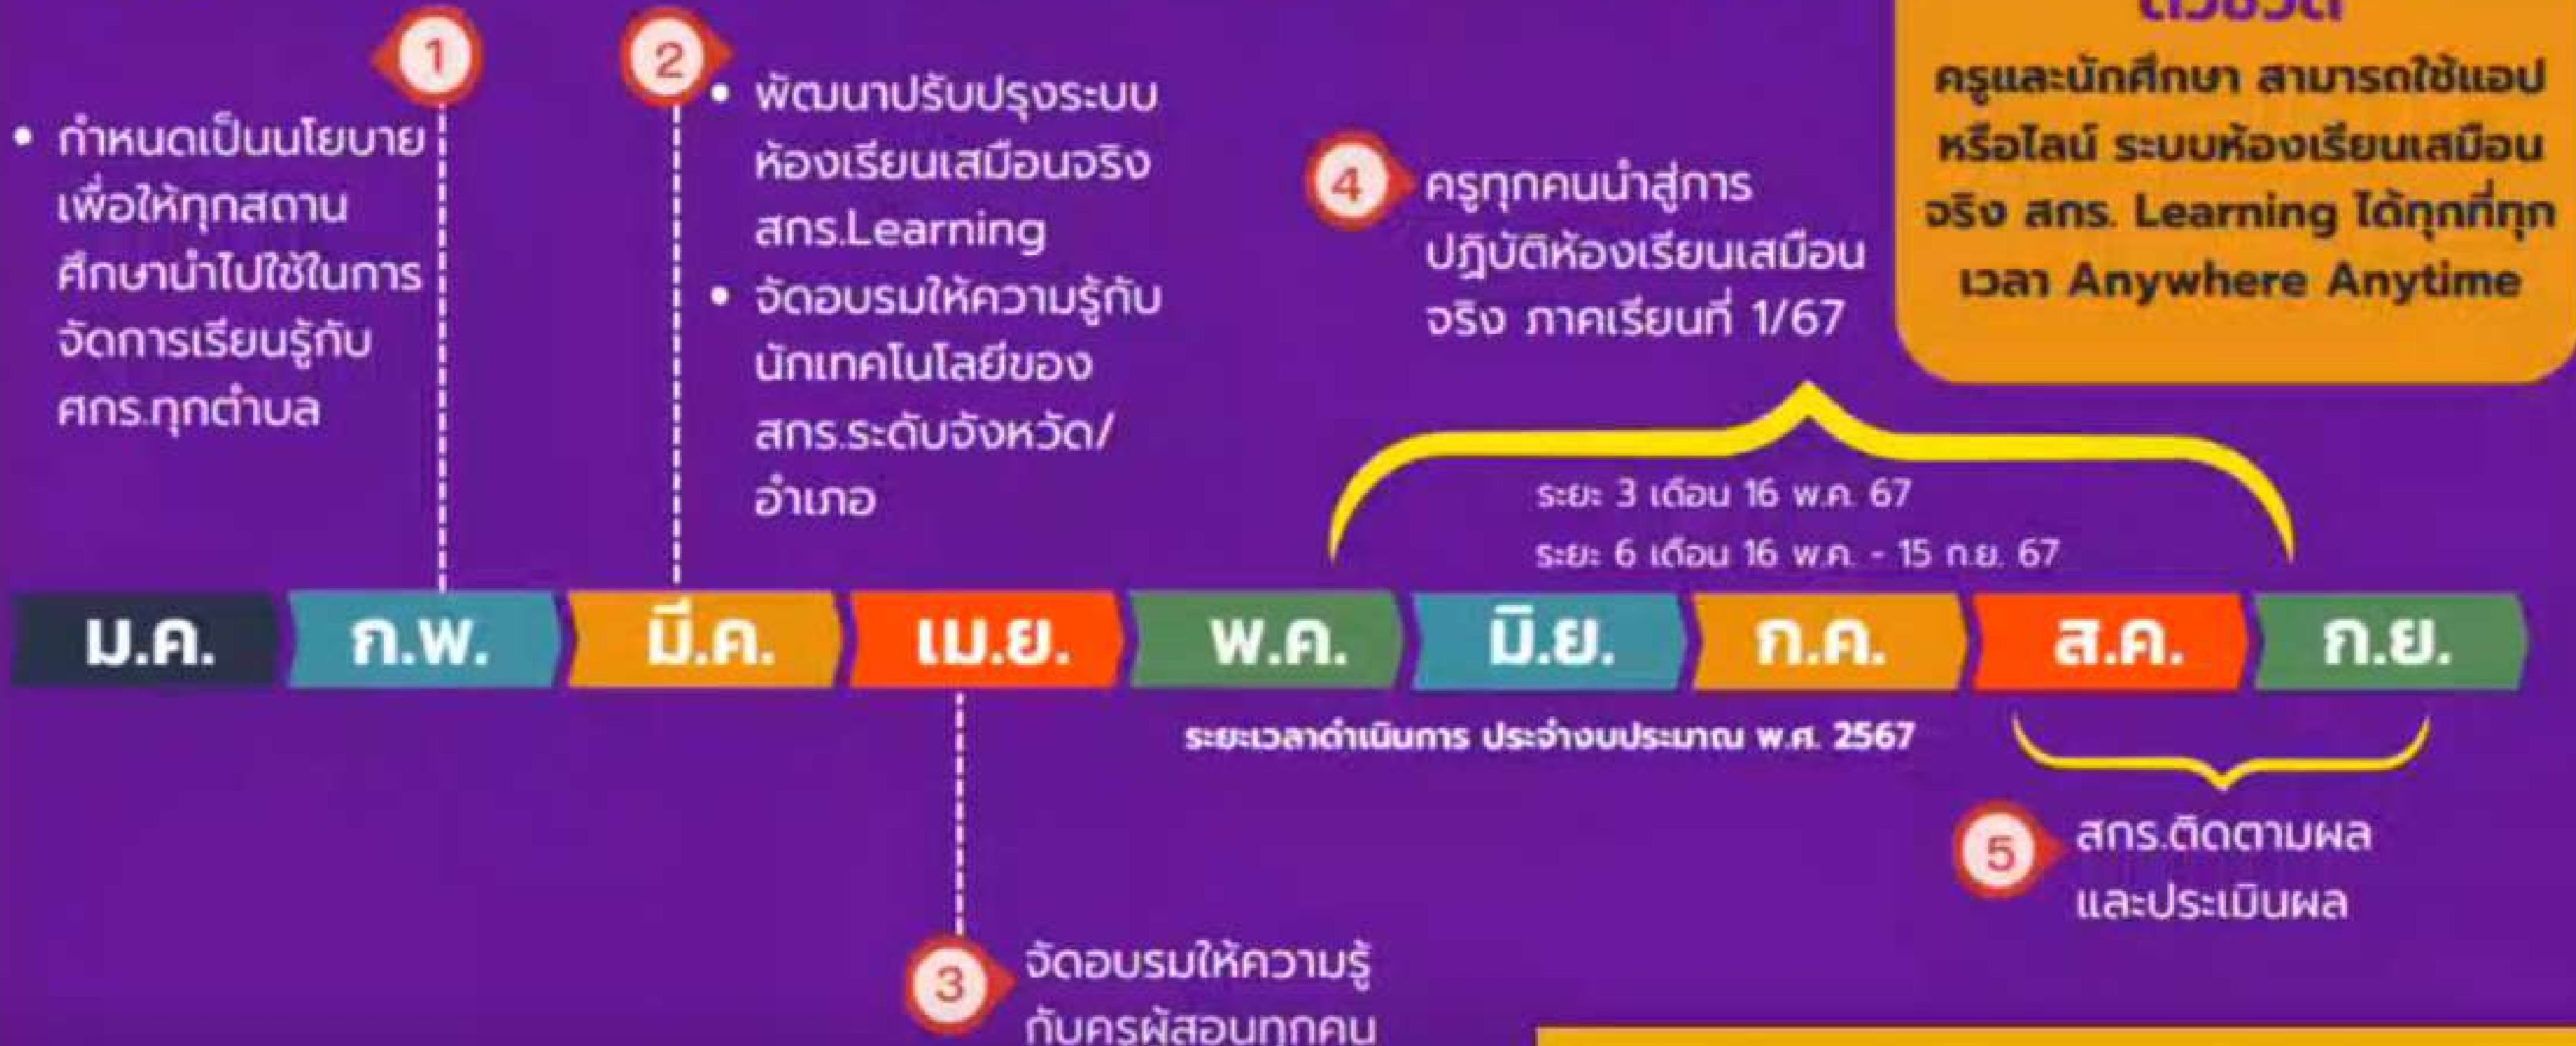 1
• กำหนดเป็นนโยบาย
เพื่อให้ทุกสถาน
ศึกษานำไปใช้ในการ
จัดการเรียนรู้กับ
ศกร.ทุกตำบล
2
• พัฒนาปรับปรุงระบบ
ห้องเรียนเสมือนจริง
สกร.Learning
• จัดอบรมให้ความรู้กับ
นักเทคโนโลยีของ
สกร.ระดับจังหวัด/
อำเภอ
4
ครูทุกคนนำสู่การ
ปฏิบัติห้องเรียนเสมือน
จริง ภาคเรียนที่ 1/67
ตัวชี้วัด
ครูและนักศึกษา สามารถใช้แอป
หรือไลน์ ระบบห้องเรียนเสมือน
จริง สกร. Learning ได้ทุกที่ทุก
เวลา Anywhere Anytime
ระยะ 3 เดือน 16 พ.ค. 67
ระยะ 6 เดือน 16 พ.ค. - 15 ก.ย. 67
ม.ค. ก.พ. มี.ค. เม.ย. พ.ค. มิ.ย. ก.ค. ส.ค. ก.ย.
ระยะเวลาดำเนินการ ประจำงบประมาณ พ.ศ. 2567
5
สกร.ติดตามผล
และประเมินผล
3
จัดอบรมให้ความรู้
กับครูผู้สอนทุกคน